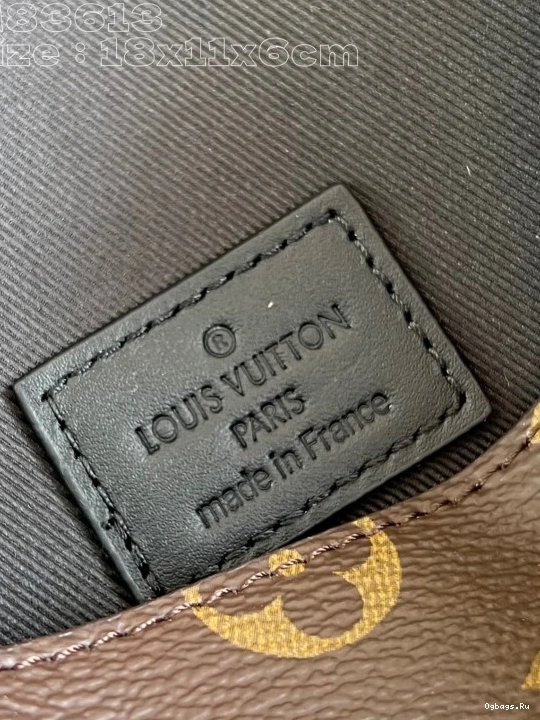 83613
ze : 18x11x6cm
®
LOUIS VUITTON
PARIS
made in France
Ogbags.Ru